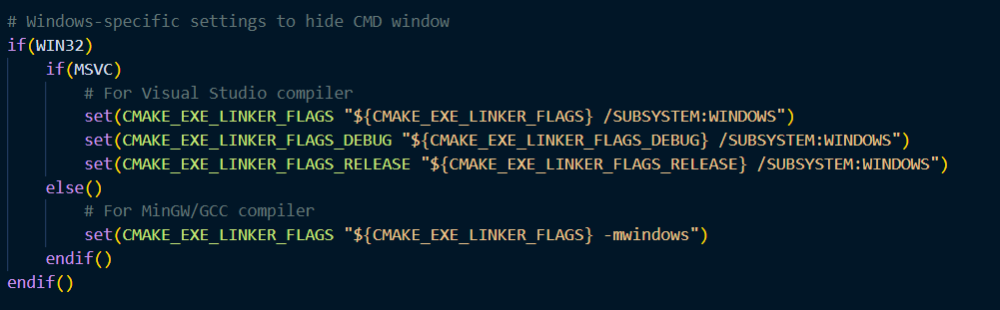 # Windows-specific settings to hide CMD window
if(WIN32)
    if(MSVC)
        # For Visual Studio compiler
        set(CMAKE_EXE_LINKER_FLAGS "${CMAKE_EXE_LINKER_FLAGS} /SUBSYSTEM:WINDOWS")
        set(CMAKE_EXE_LINKER_FLAGS_DEBUG "${CMAKE_EXE_LINKER_FLAGS_DEBUG} /SUBSYSTEM:WINDOWS")
        set(CMAKE_EXE_LINKER_FLAGS_RELEASE "${CMAKE_EXE_LINKER_FLAGS_RELEASE} /SUBSYSTEM:WINDOWS")
    else()
        # For MinGW/GCC compiler
        set(CMAKE_EXE_LINKER_FLAGS "${CMAKE_EXE_LINKER_FLAGS} -mwindows")
    endif()
endif()